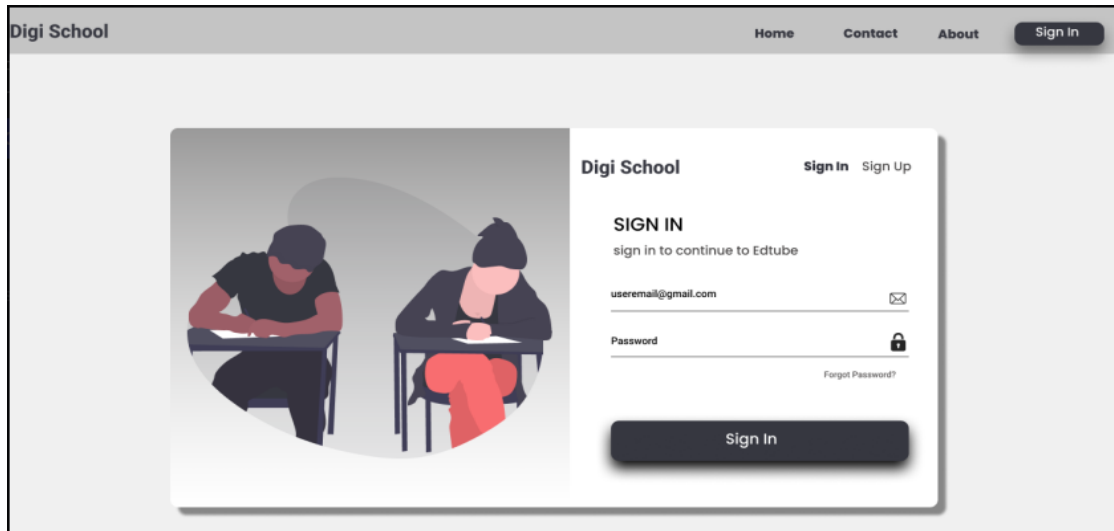 Digi School
Home Contact About Sign In
Digi School
Sign In Sign Up
SIGN IN
sign in to continue to Edtube
useremail@gmail.com
Password
Forgot Password?
Sign In